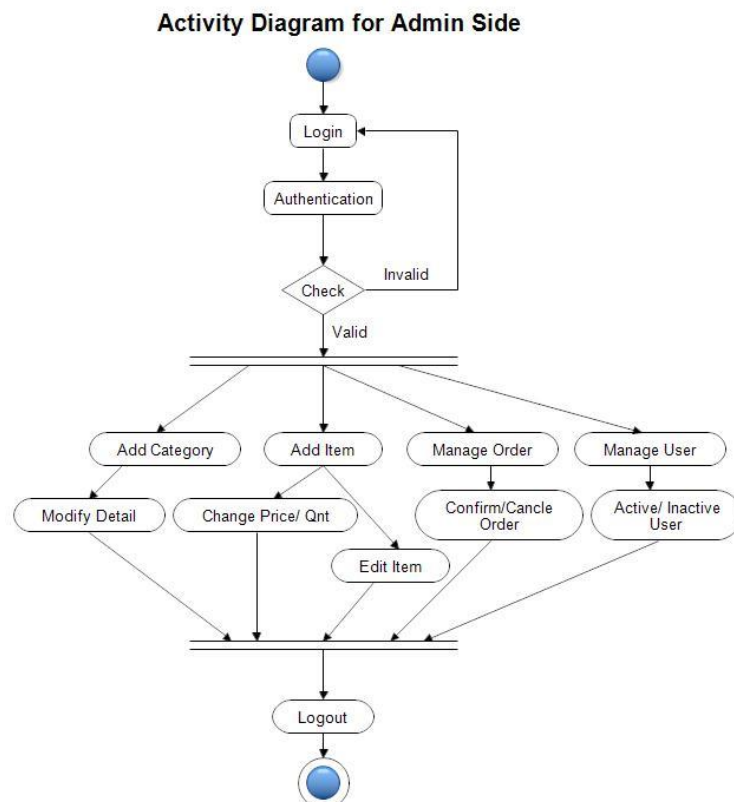 Activity Diagram for Admin Side
Login
Authentication
Check
Invalid
Valid
Add Category
Add Item
Manage Order
Manage User
Modify Detail
Change Price/ Qnt
Confirm/Cancle
Order
Active/ Inactive
User
Edit Item
Logout